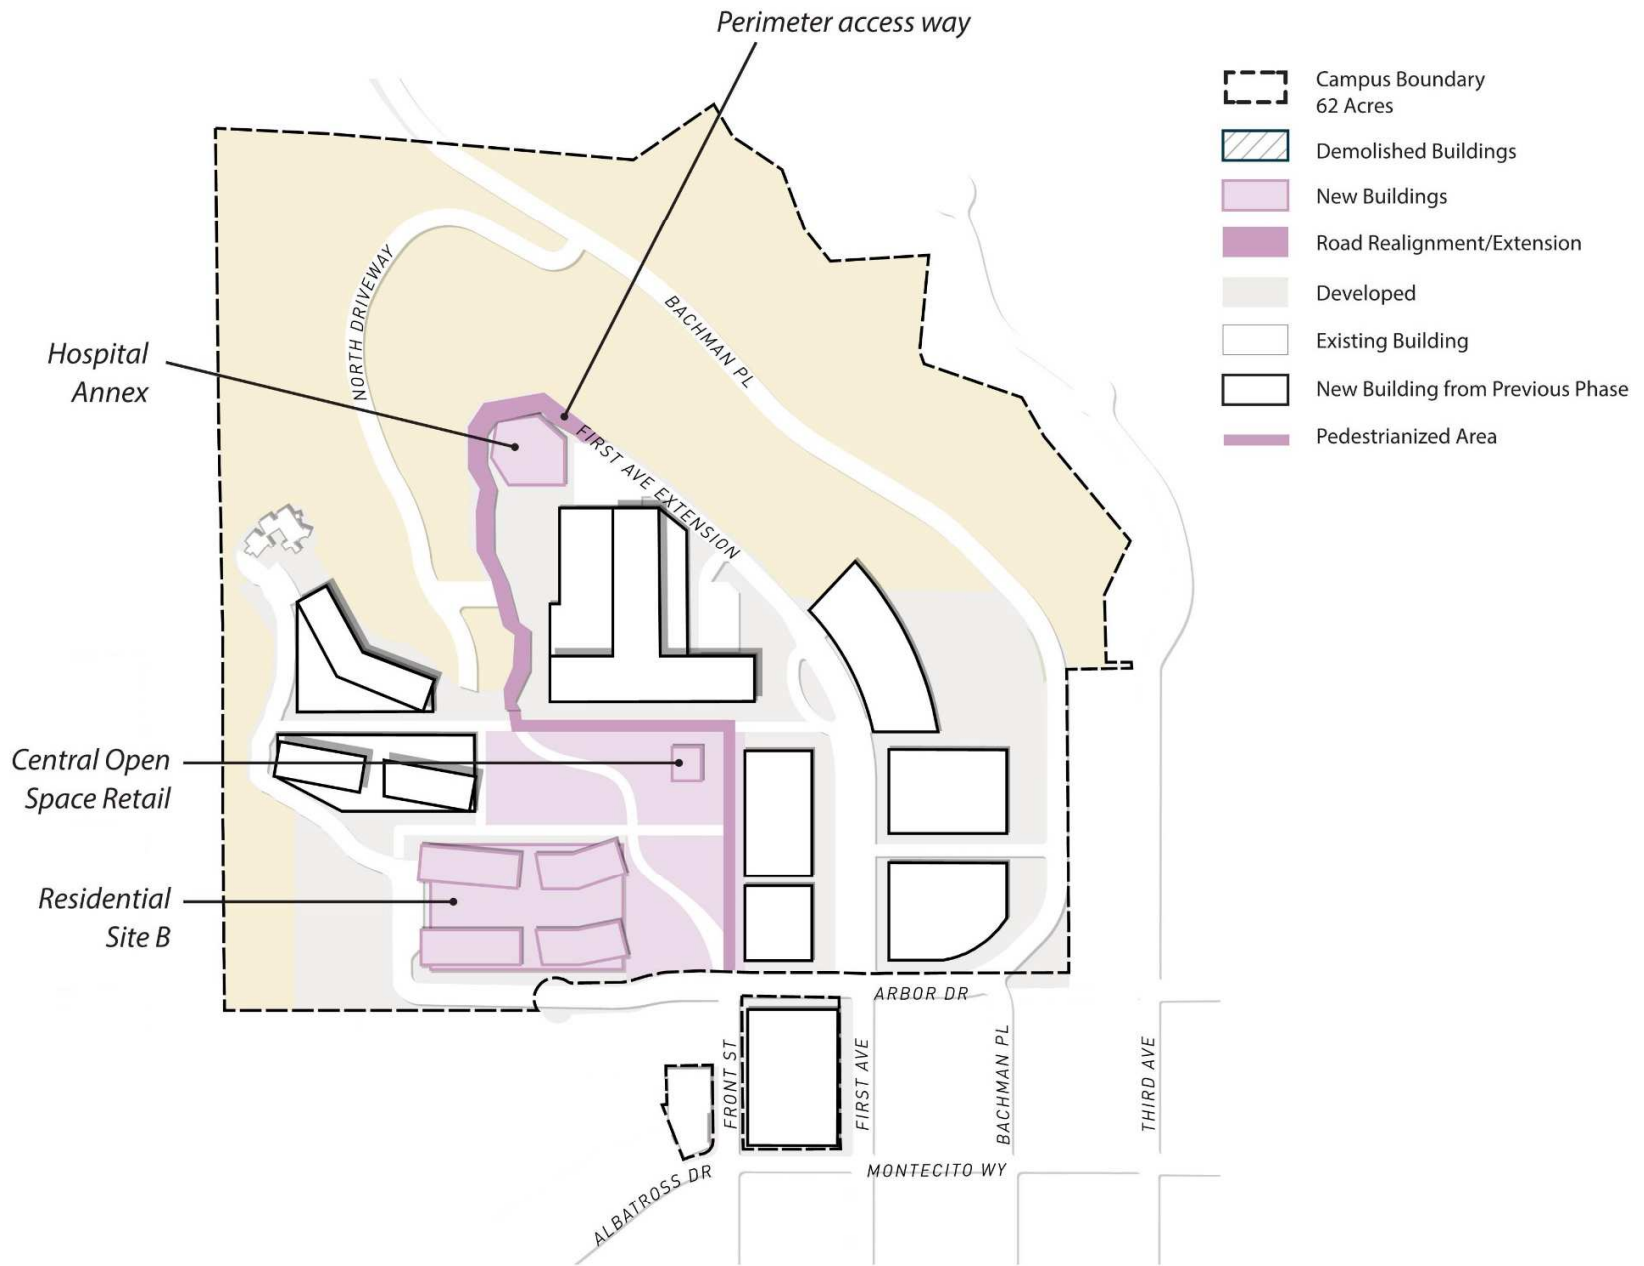 Perimeter access way
Campus Boundary
62 Acres
Demolished Buildings
New Buildings
Road Realignment/Extension
Developed
Existing Building
New Building from Previous Phase
Pedestrianized Area
NORTH DRIVEWAY
BACHMAN PL
Hospital
Annex
FIRST AVE EXTENSION
Central Open
Space Retail
Residential
Site B
ARBOR DR
FRONT ST
FIRST AVE
BACHMAN PL
THIRD AVE
MONTECITO WY
ALBATROSS DR